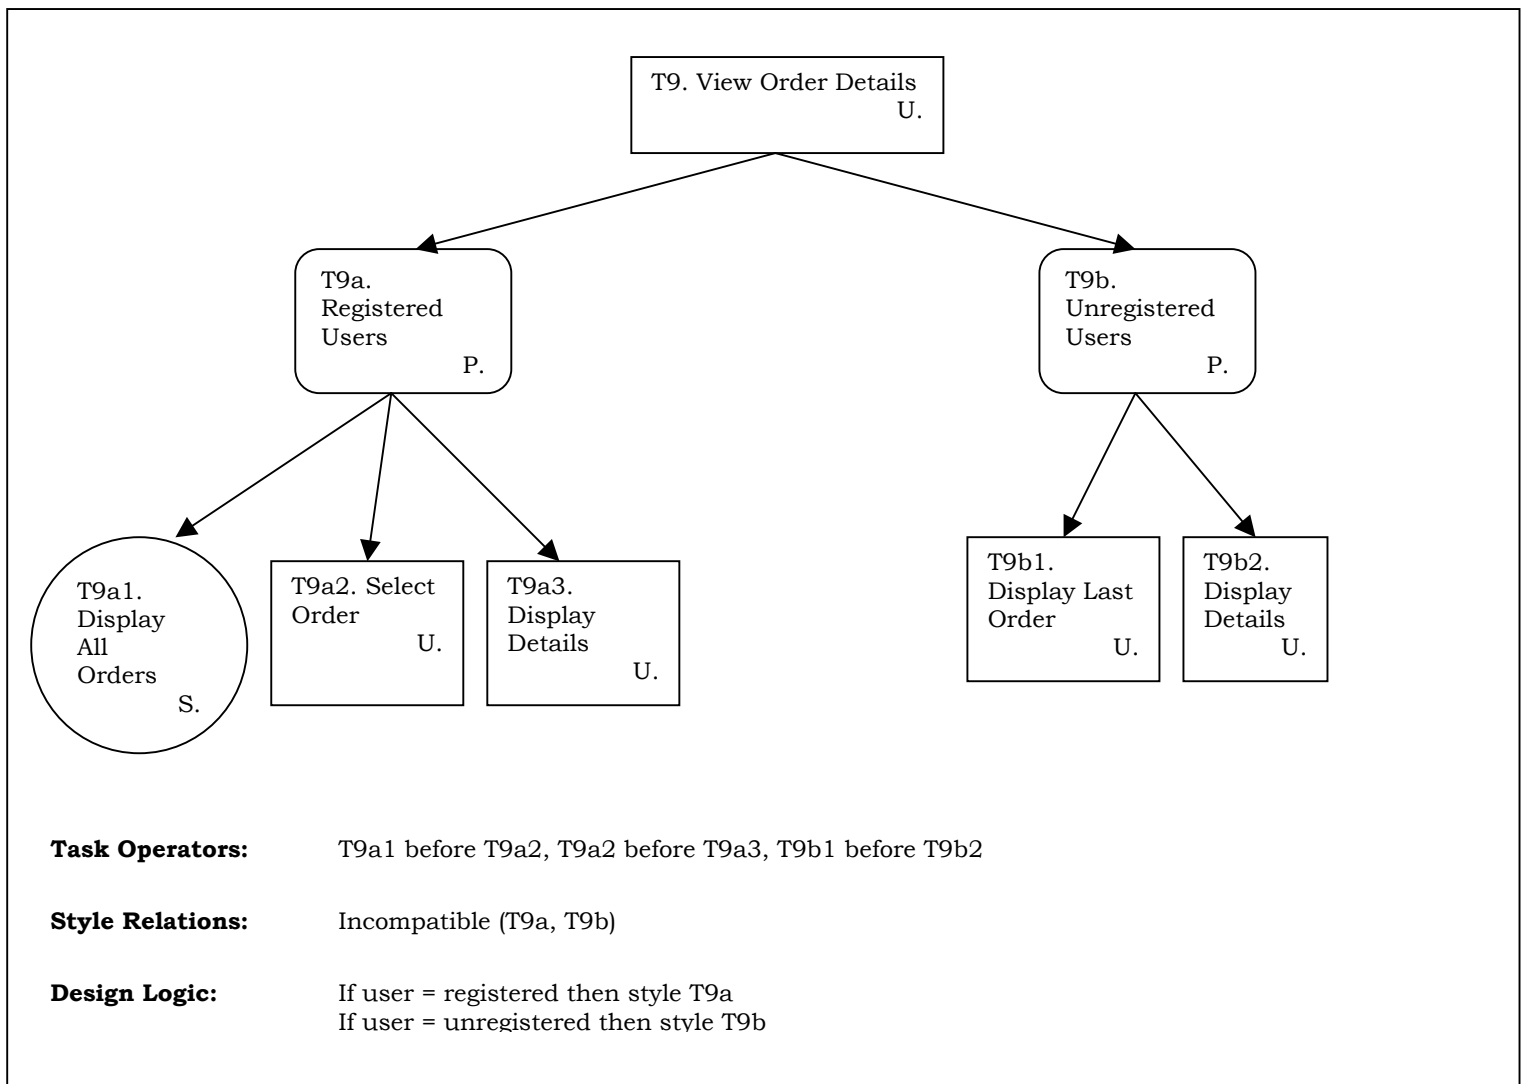 T9. View Order Details
U.
T9a.
Registered
Users
P.
T9b.
Unregistered
Users
P.
T9a1.
Display
All
Orders
S.
T9a2. Select
Order
U.
T9a3.
Display
Details
U.
T9b1.
Display Last
Order
U.
T9b2.
Display
Details
U.
Task Operators: T9a1 before T9a2, T9a2 before T9a3, T9b1 before T9b2
Style Relations: Incompatible (T9a, T9b)
Design Logic: If user = registered then style T9a
If user = unregistered then style T9b